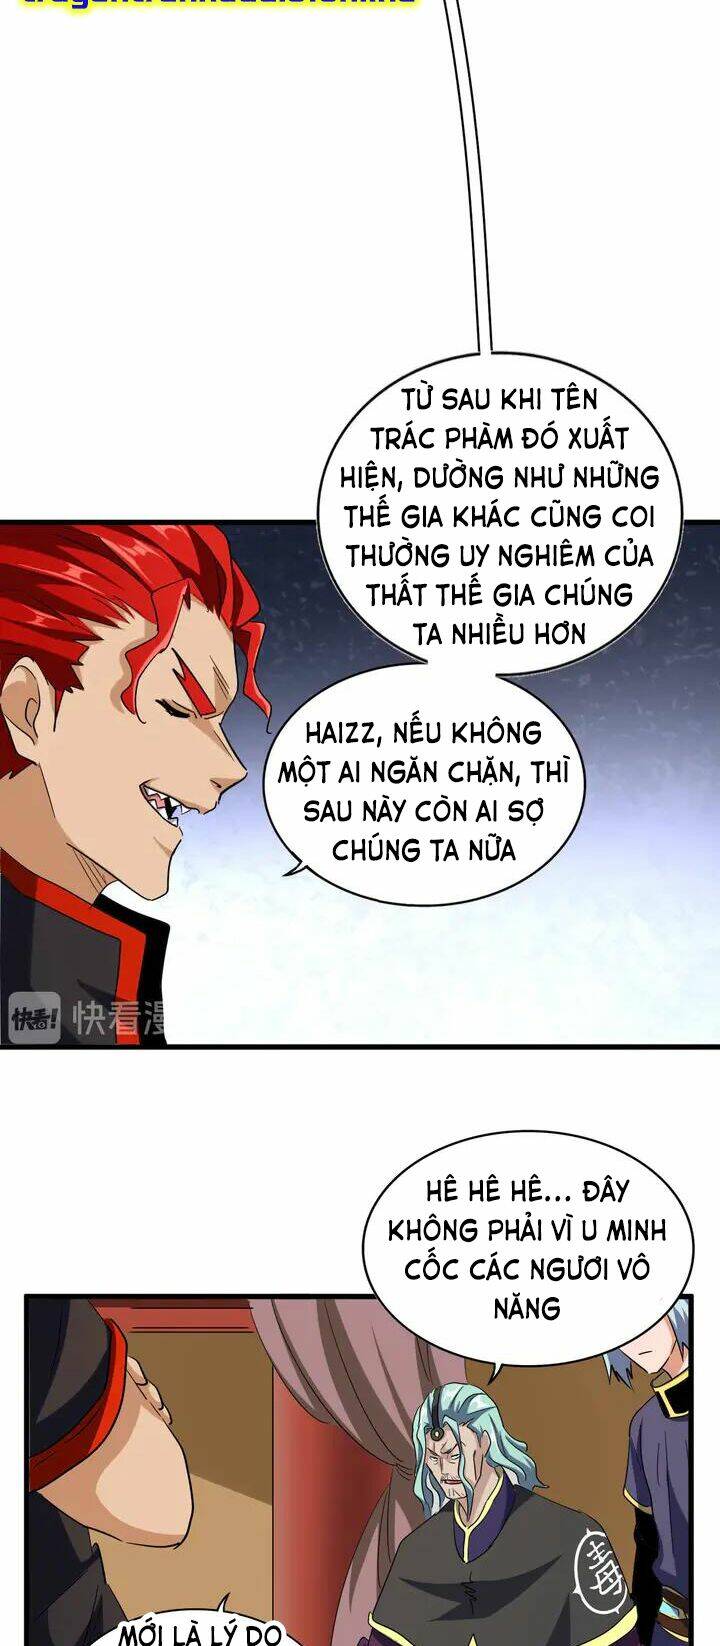 TỪ SAU KHI TÊN
TRÁC PHÀM ĐÓ XUẤT
HIỆN, DƯỜNG NHƯ NHỮNG
THẾ GIA KHÁC CŨNG COI
THƯỜNG UY NGHIÊM CỦA
THẤT THẾ GIA CHÚNG
TA NHIỀU HƠN
HAIZZ, NẾU KHÔNG
MỘT AI NGĂN CHẶN, THÌ
SAU NÀY CÒN AI SỢ
CHÚNG TA NỮA
快看! 快看漫
HÊ HÊ HÊ... ĐÂY
KHÔNG PHẢI VÌ U MINH
CỐC CÁC NGƯƠI VÔ
NĂNG
毒
MỚI LÀ LÝ DO